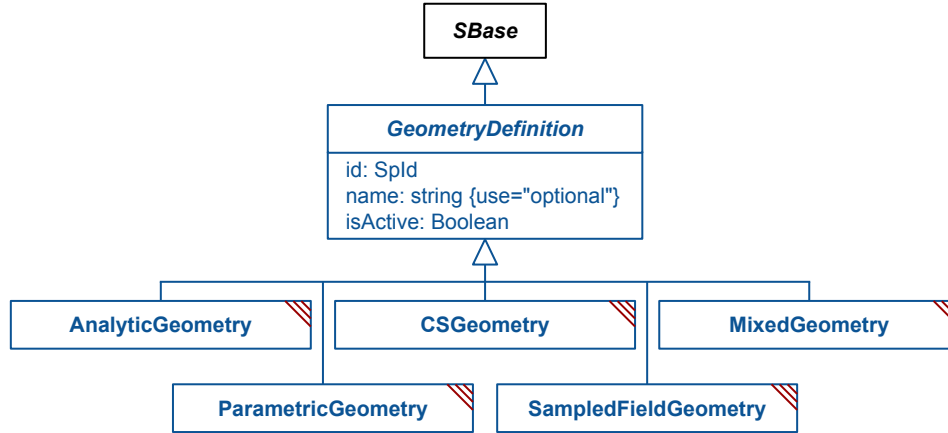 SBase
GeometryDefinition
id: SpId
name: string {use="optional"}
isActive: Boolean
AnalyticGeometry
CSGeometry
MixedGeometry
ParametricGeometry
SampledFieldGeometry